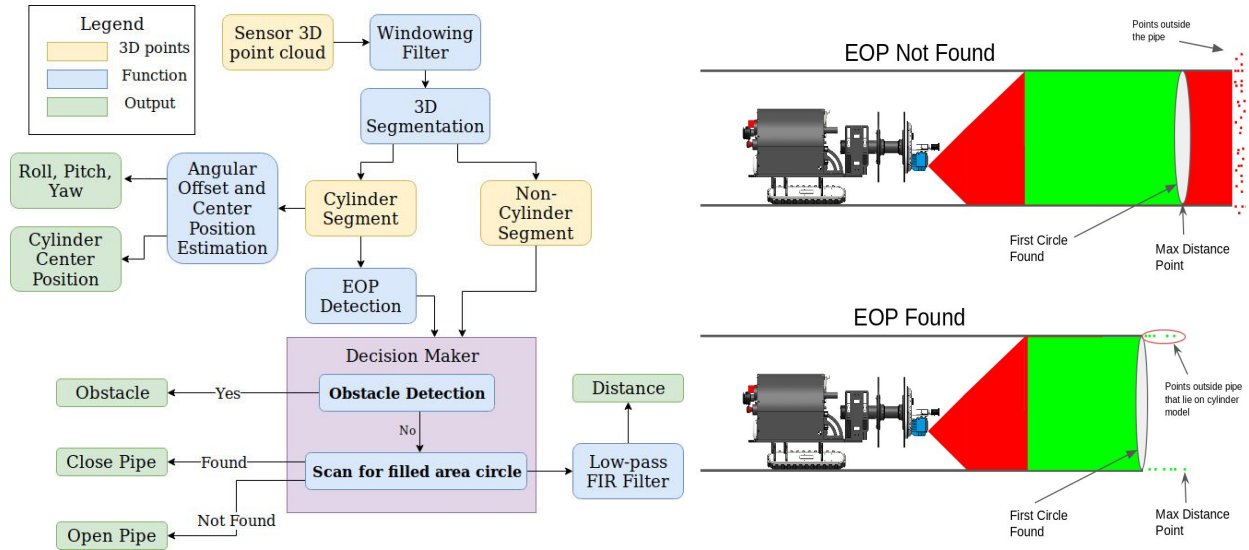 Legend
3D points
Function
Output
Sensor 3D
point cloud
Windowing
Filter
3D
Segmentation
Roll, Pitch,
Yaw
Angular
Offset and
Center
Position
Estimation
Cylinder
Segment
Non-
Cylinder
Segment
Cylinder
Center
Position
EOP
Detection
Decision Maker
Obstacle
Yes
Obstacle Detection
Distance
No
Close Pipe
Found
Scan for filled area circle
Low-pass
FIR Filter
Not Found
Open Pipe
Points outside
the pipe
EOP Not Found
First Circle
Found
Max Distance
Point
EOP Found
Points outside pipe
that lie on cylinder
model
First Circle
Found
Max Distance
Point